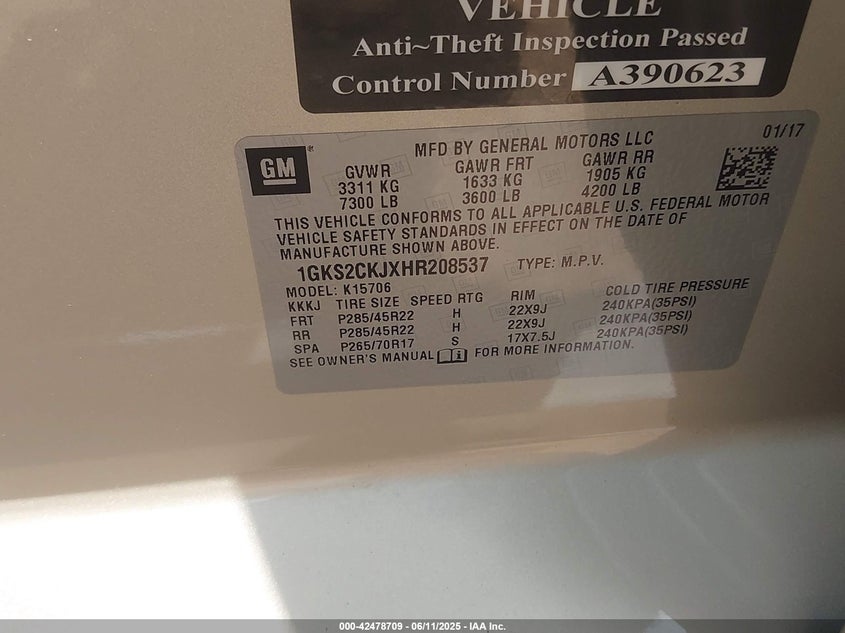 VEHICLE
Anti~Theft Inspection Passed
Control Number A390623
GM
MFD BY GENERAL MOTORS LLC 01/17
GVWR GAWR FRT GAWR RR
3311 KG 1633 KG 1905 KG
7300 LB 3600 LB 4200 LB
THIS VEHICLE CONFORMS TO ALL APPLICABLE U.S. FEDERAL MOTOR
VEHICLE SAFETY STANDARDS IN EFFECT ON THE DATE OF
MANUFACTURE SHOWN ABOVE.
1GKS2CKJXHR208537 TYPE: M.P.V.
MODEL: K15706
KKKJ TIRE SIZE SPEED RTG RIM COLD TIRE PRESSURE
FRT P285/45R22 H 22X9J 240KPA(35PSI)
RR P285/45R22 H 22X9J 240KPA(35PSI)
SPA P265/70R17 S 17X7.5J 240KPA(35PSI)
SEE OWNER'S MANUAL FOR MORE INFORMATION.
000-42478709 - 06/11/2025 - IAA Inc.